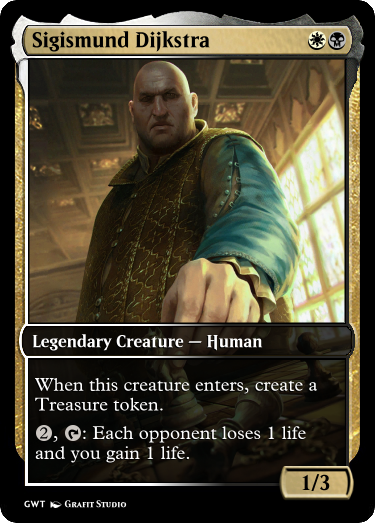 Sigismund Dijkstra
Legendary Creature — Human
When this creature enters, create a
Treasure token.
2, T: Each opponent loses 1 life
and you gain 1 life.
1/3
GWT Grafit Studio